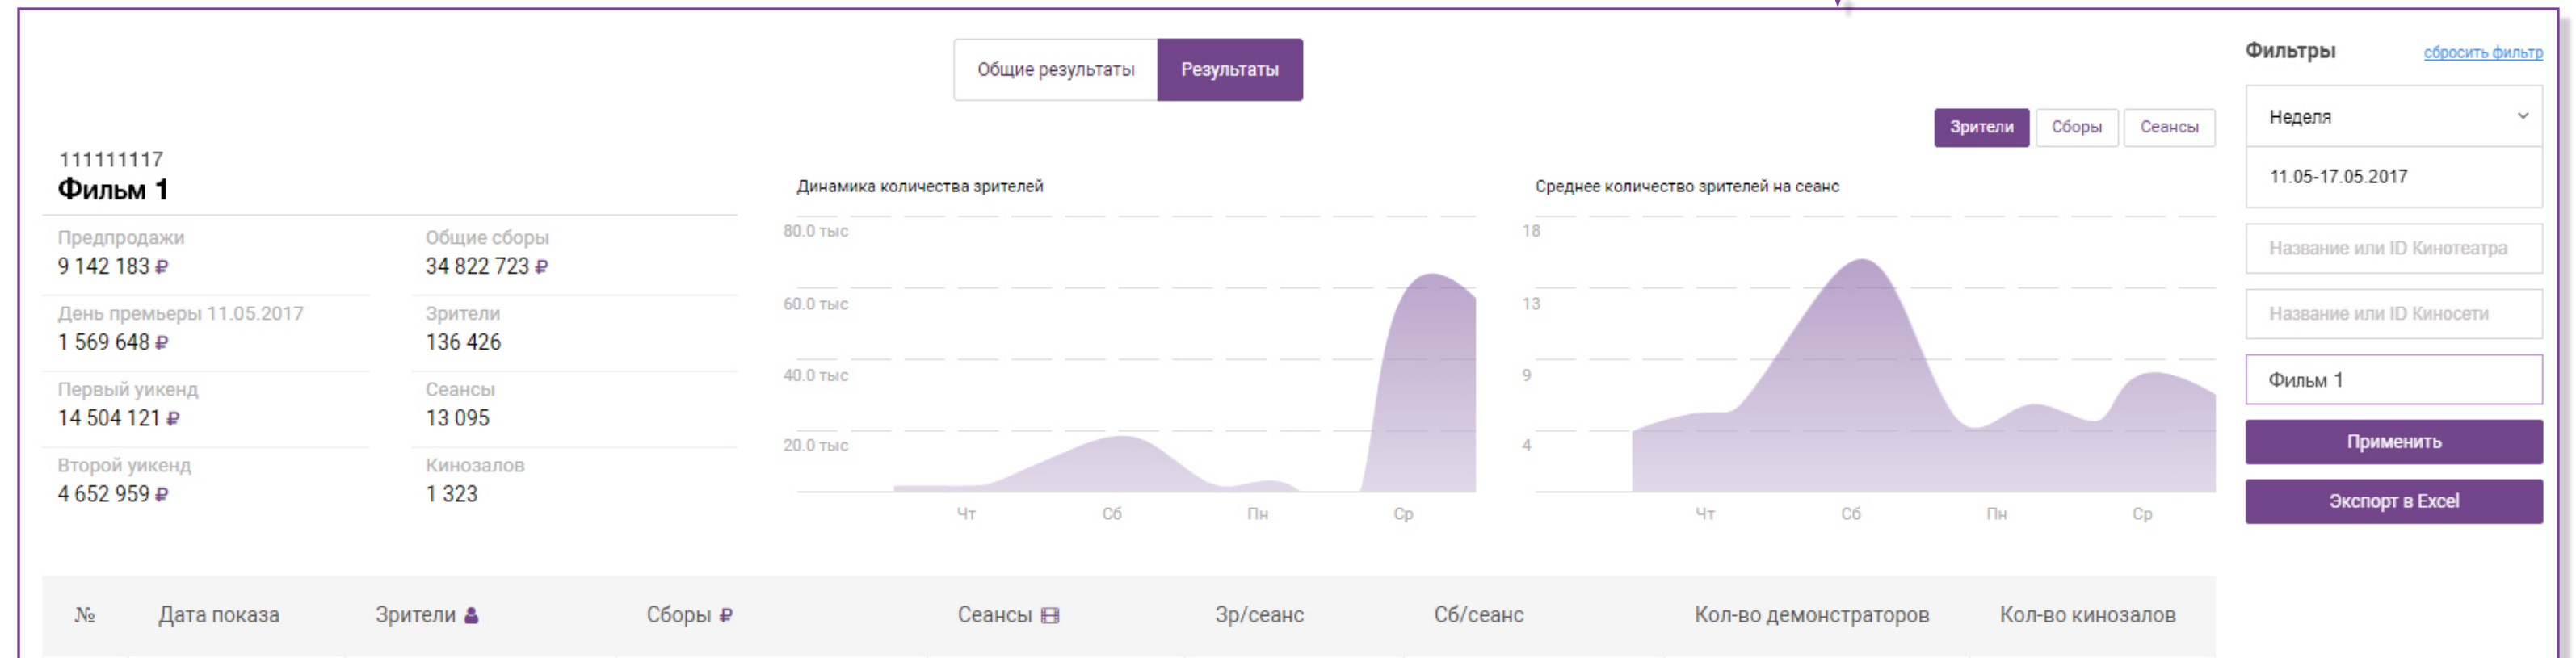 Общие результаты
Результаты
Фильтры
сбросить фильтр
Зрители
Сборы
Сеансы
Неделя
11.05-17.05.2017
Название или ID Кинотеатра
Название или ID Киносети
Фильм 1
Применить
Экспорт в Excel
111111117
Фильм 1
Предпродажи
9 142 183 ₽
Общие сборы
34 822 723 ₽
День премьеры 11.05.2017
1 569 648 ₽
Зрители
136 426
Первый уикенд
14 504 121 ₽
Сеансы
13 095
Второй уикенд
4 652 959 ₽
Кинозалов
1 323
Динамика количества зрителей
80.0 тыс
60.0 тыс
40.0 тыс
20.0 тыс
Чт
Сб
Пн
Ср
Среднее количество зрителей на сеанс
18
13
9
4
Чт
Сб
Пн
Ср
№
Дата показа
Зрители
Сборы ₽
Сеансы
Зр/сеанс
Сб/сеанс
Кол-во демонстраторов
Кол-во кинозалов